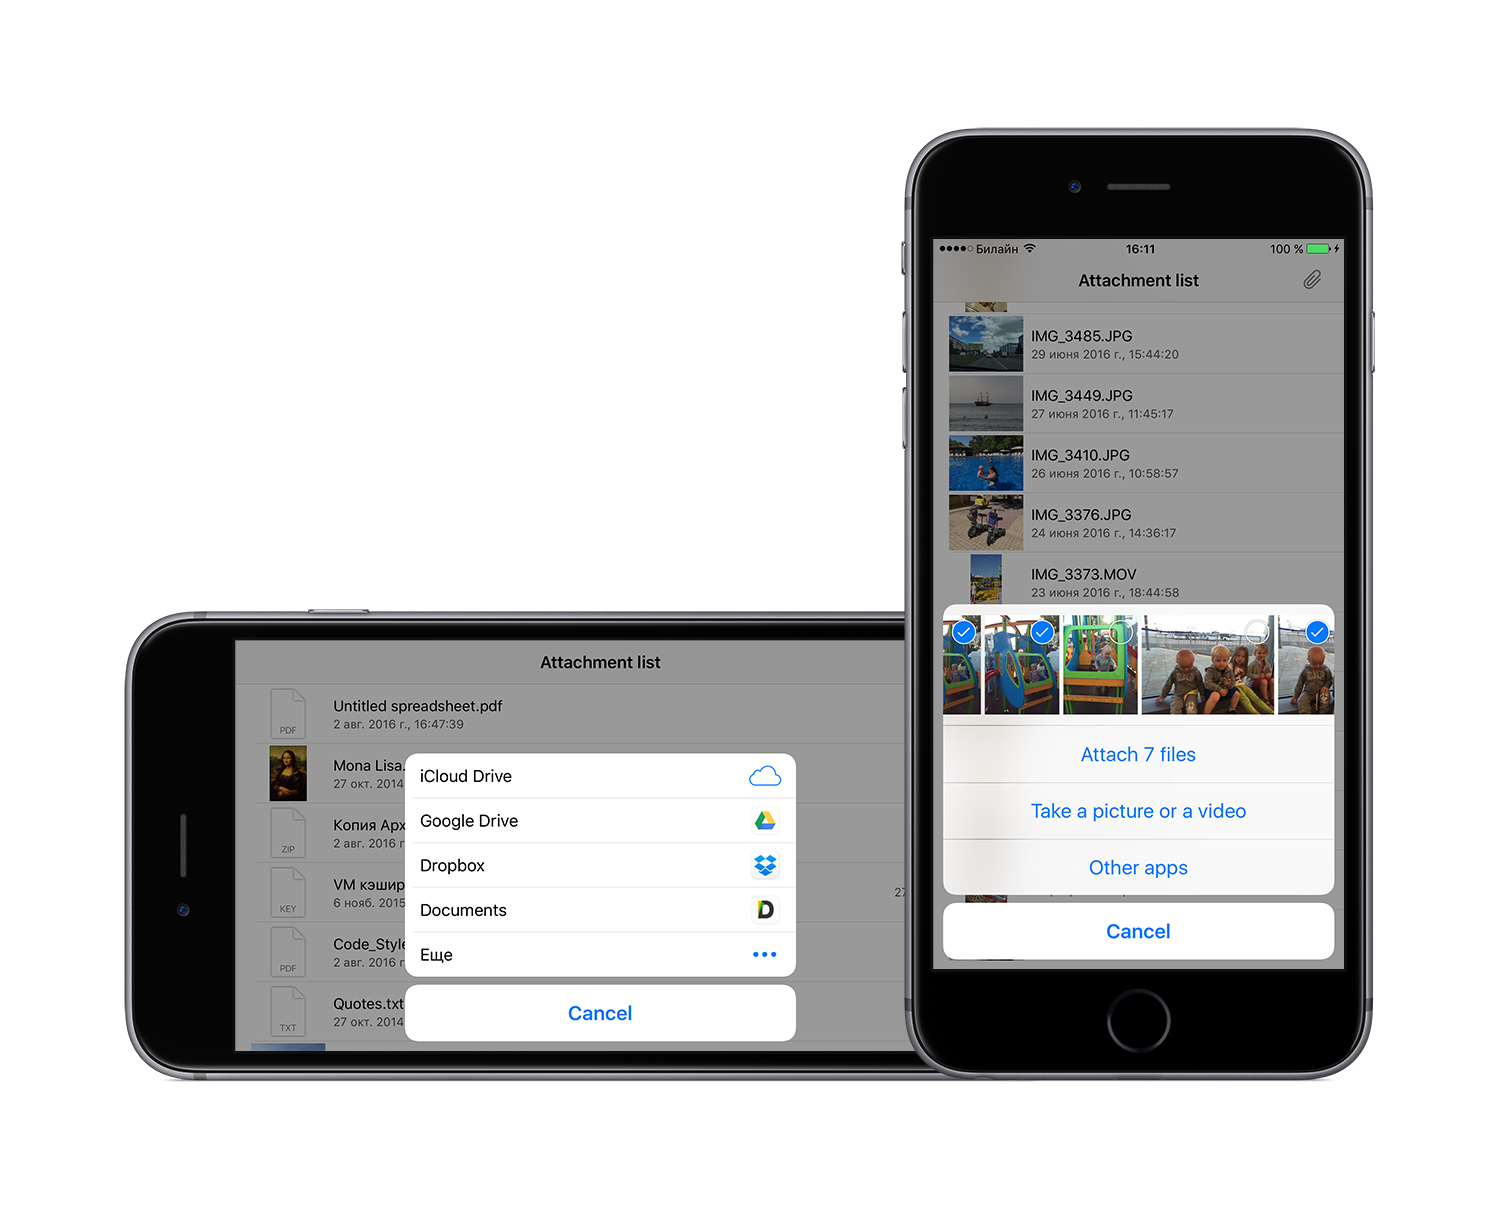 Билайн
16:11
100 %
Attachment list
IMG_3485.JPG
29 июня 2016 г., 15:44:20
IMG_3449.JPG
27 июня 2016 г., 11:45:17
IMG_3410.JPG
26 июня 2016 г., 10:58:57
IMG_3376.JPG
24 июня 2016 г., 14:36:17
IMG_3373.MOV
23 июня 2016 г., 18:44:58
Attach 7 files
Take a picture or a video
Other apps
Cancel
Attachment list
PDF
Untitled spreadsheet.pdf
2 авг. 2016 г., 16:47:39
Mona Lisa.
27 окт. 2014
ZIP
Копия Арх
2 авг. 2016 г
KEY
VM кэшир
6 нояб. 2015
27
PDF
Code_Style
2 авг. 2016 г
TXT
Quotes.txt
27 окт. 2014
iCloud Drive
Google Drive
Dropbox
Documents
Еще
Cancel